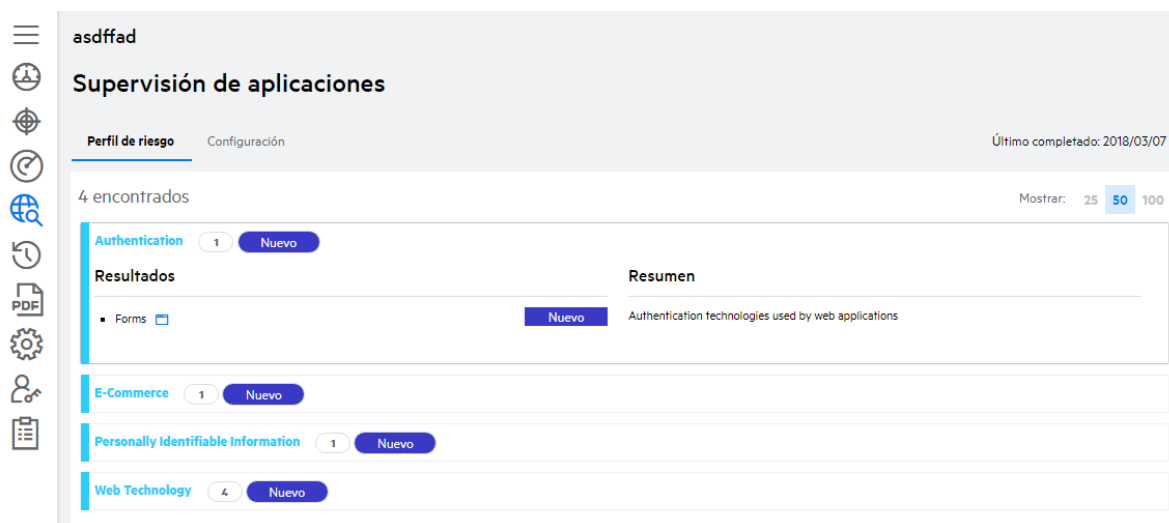 asdffad
Supervisión de aplicaciones
Perfil de riesgo Configuración Último completado: 2018/03/07
4 encontrados Mostrar: 25 50 100
Authentication 1 Nuevo
Resultados Resumen
Forms Nuevo Authentication technologies used by web applications
E-Commerce 1 Nuevo
Personally Identifiable Information 1 Nuevo
Web Technology 4 Nuevo
PDF